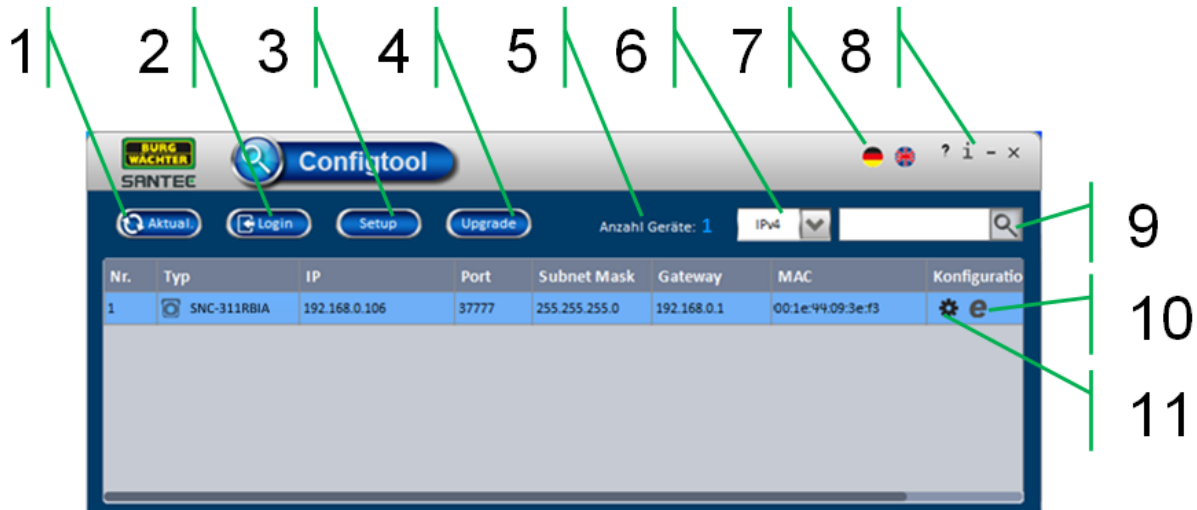 1 2 3 4 5 6 7 8
BURG
WÄCHTER
SANTEC
Configtool
? i - ×
Aktual. Login Setup Upgrade Anzahl Geräte: 1 IPv4
9
Nr. Typ IP Port Subnet Mask Gateway MAC Konfiguratio
1 SNC-311RBIA 192.168.0.106 37777 255.255.255.0 192.168.0.1 00:1e:44:09:3e:f3 e
10
11